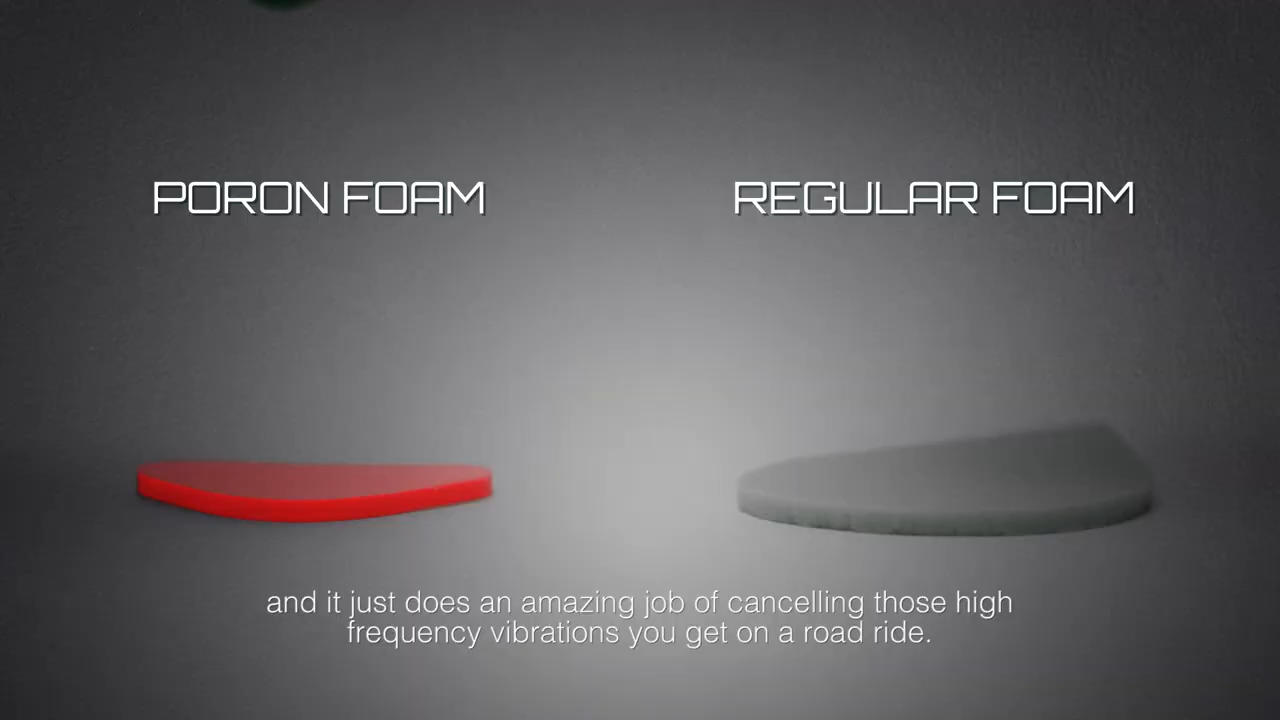 PORON FOAM
REGULAR FOAM
and it just does an amazing job of cancelling those high
frequency vibrations you get on a road ride.